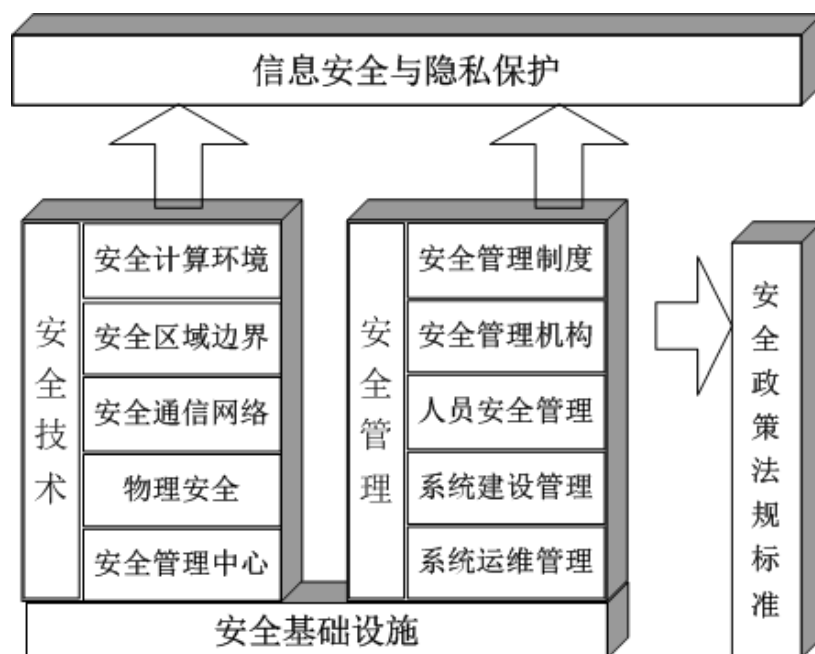 信息安全与隐私保护
安全技术
安全计算环境
安全区域边界
安全通信网络
物理安全
安全管理中心
安全管理
安全管理制度
安全管理机构
人员安全管理
系统建设管理
系统运维管理
安全政策法规标准
安全基础设施